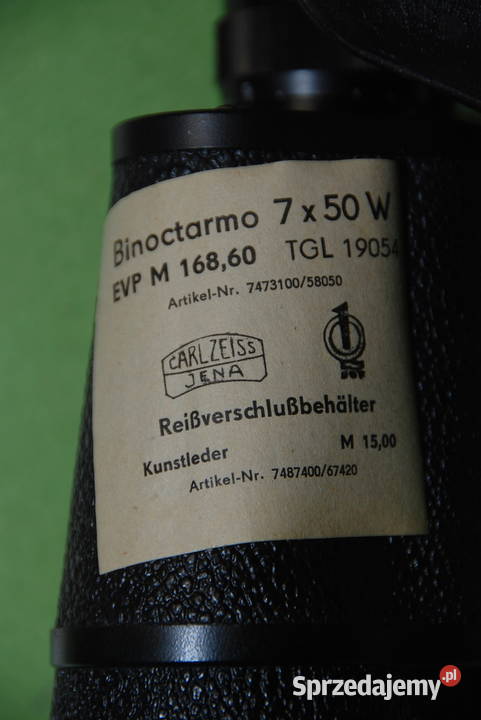 Binoctarmo 7 x 50 W
EVP M 168,60 TGL 19054
Artikel-Nr. 7473100/58050
CARL ZEISS
JENA
1
Reißverschlußbehälter
Kunstleder M 15,00
Artikel-Nr. 7487400/67420
Sprzedajemy.pl